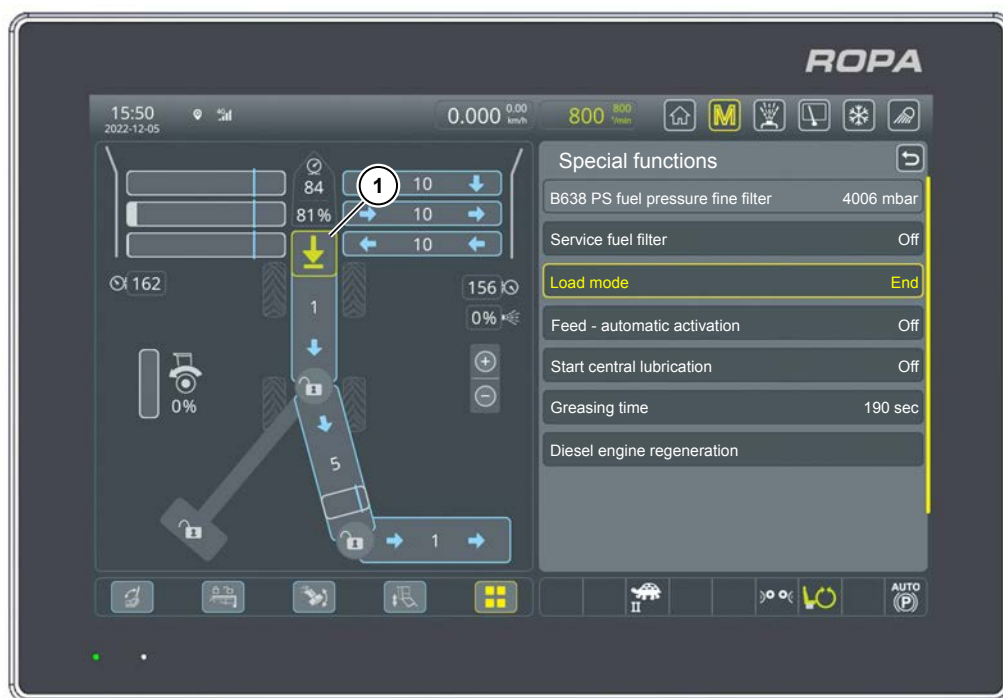 ROPA
15:50
2022-12-05
4G
0.000 0.00 km/h
800 800 1/min
M
Special functions
B638 PS fuel pressure fine filter 4006 mbar
Service fuel filter Off
Load mode End
Feed - automatic activation Off
Start central lubrication Off
Greasing time 190 sec
Diesel engine regeneration
84
81%
1
10
10
10
162
156
0%
1
0%
5
1
II
AUTO
P